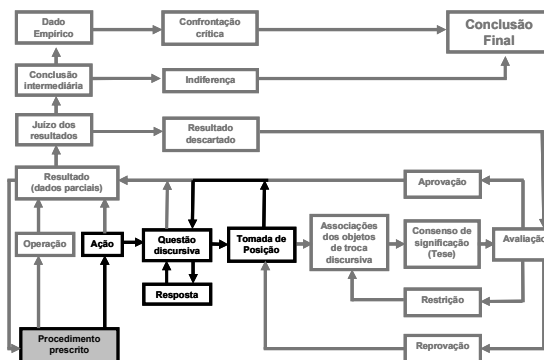 Dado
Empírico
Confrontação
crítica
Conclusão
Final
Conclusão
intermediária
Indiferença
Juízo dos
resultados
Resultado
descartado
Resultado
(dados parciais)
Aprovação
Operação
Ação
Questão
discursiva
Tomada de
Posição
Associações
dos objetos
de troca
discursiva
Consenso de
significação
(Tese)
Avaliação
Resposta
Restrição
Procedimento
prescrito
Reprovação